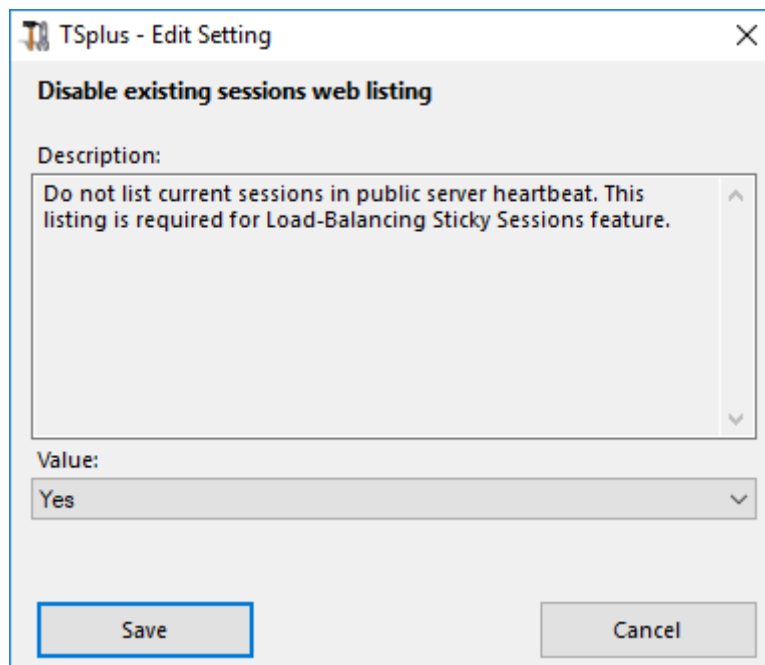 TSplus - Edit Setting
Disable existing sessions web listing
Description:
Do not list current sessions in public server heartbeat. This
listing is required for Load-Balancing Sticky Sessions feature.
Value:
Yes
Save
Cancel